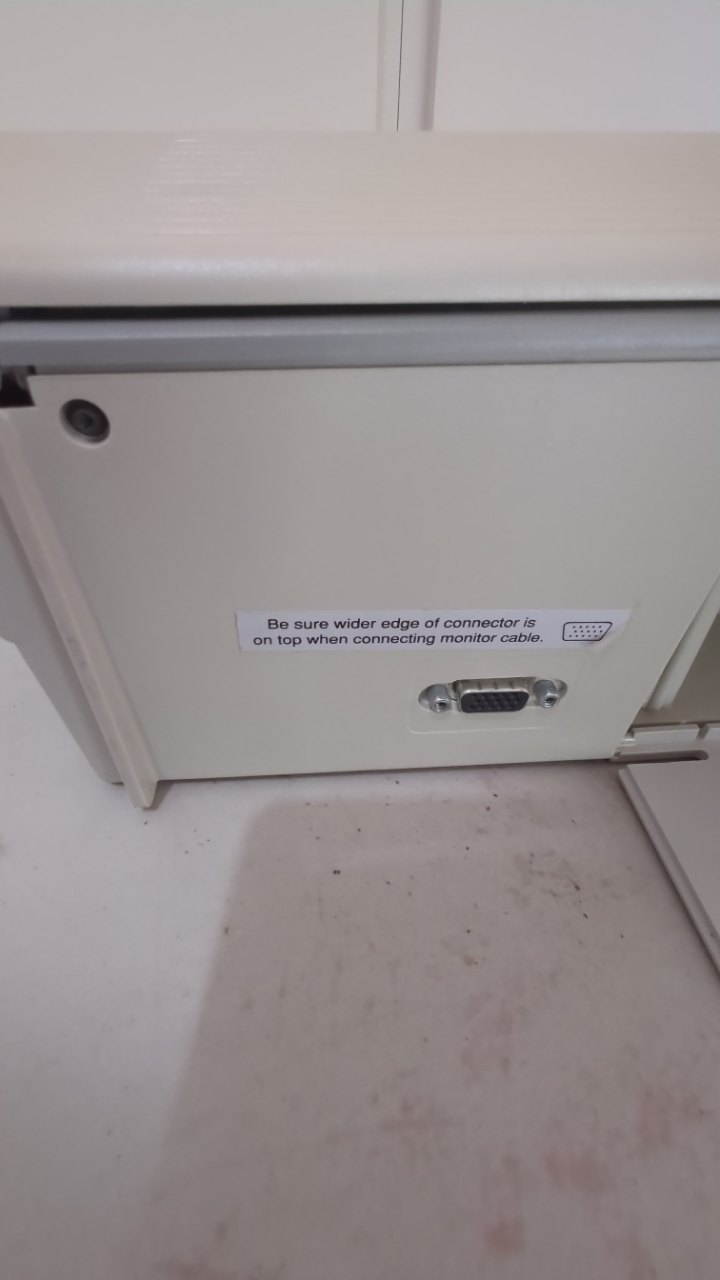 Be sure wider edge of connector is
on top when connecting monitor cable.